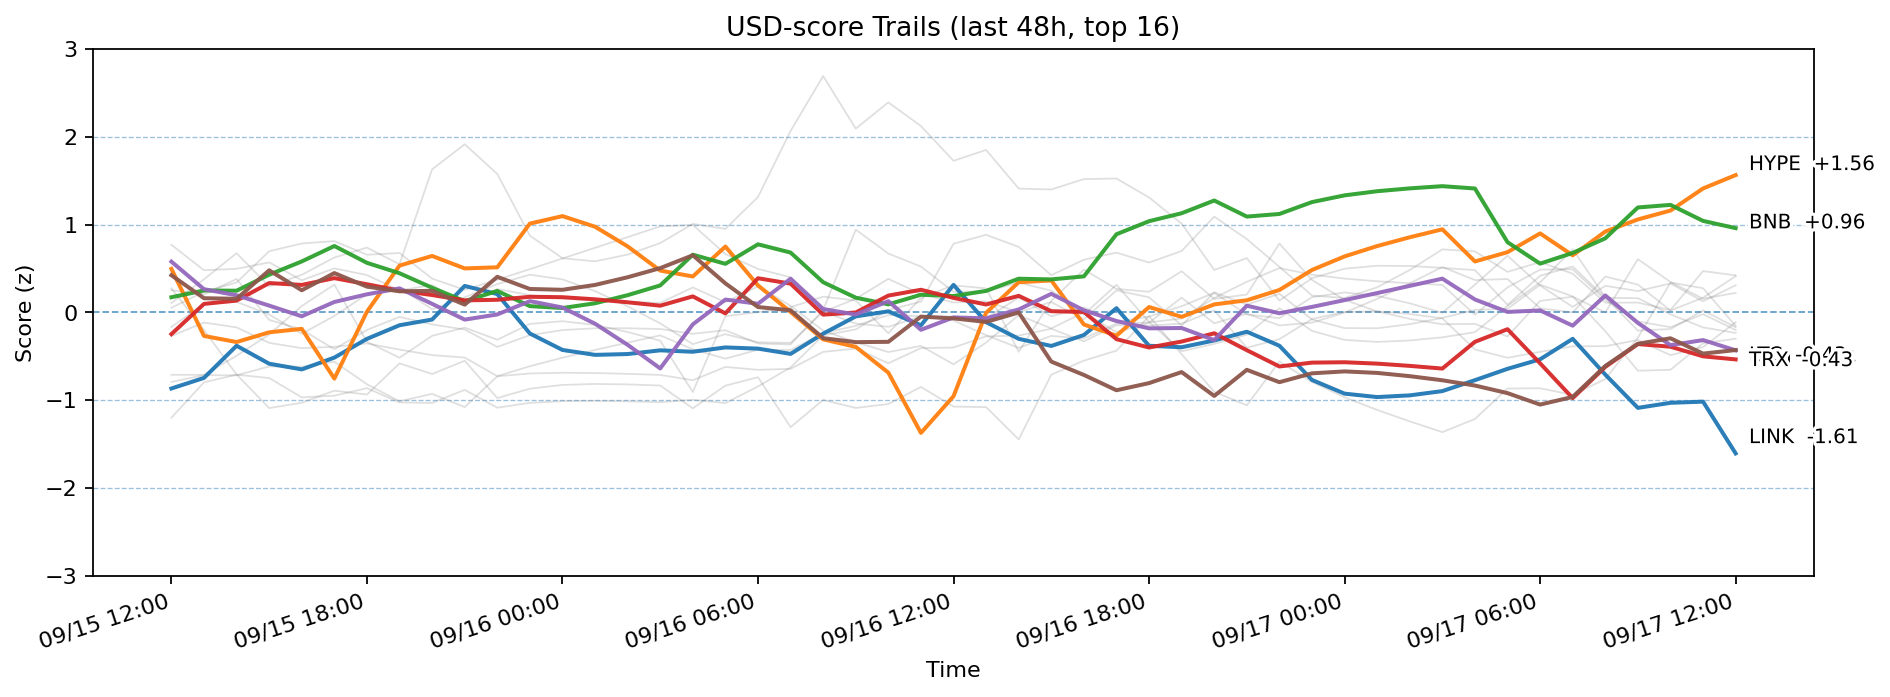 USD-score Trails (last 48h, top 16)
Score (z)
3
2
1
0
−1
−2
−3
HYPE +1.56
BNB +0.96
TRX -0.43
LINK -1.61
09/15 12:00
09/15 18:00
09/16 00:00
09/16 06:00
09/16 12:00
09/16 18:00
09/17 00:00
09/17 06:00
09/17 12:00
Time